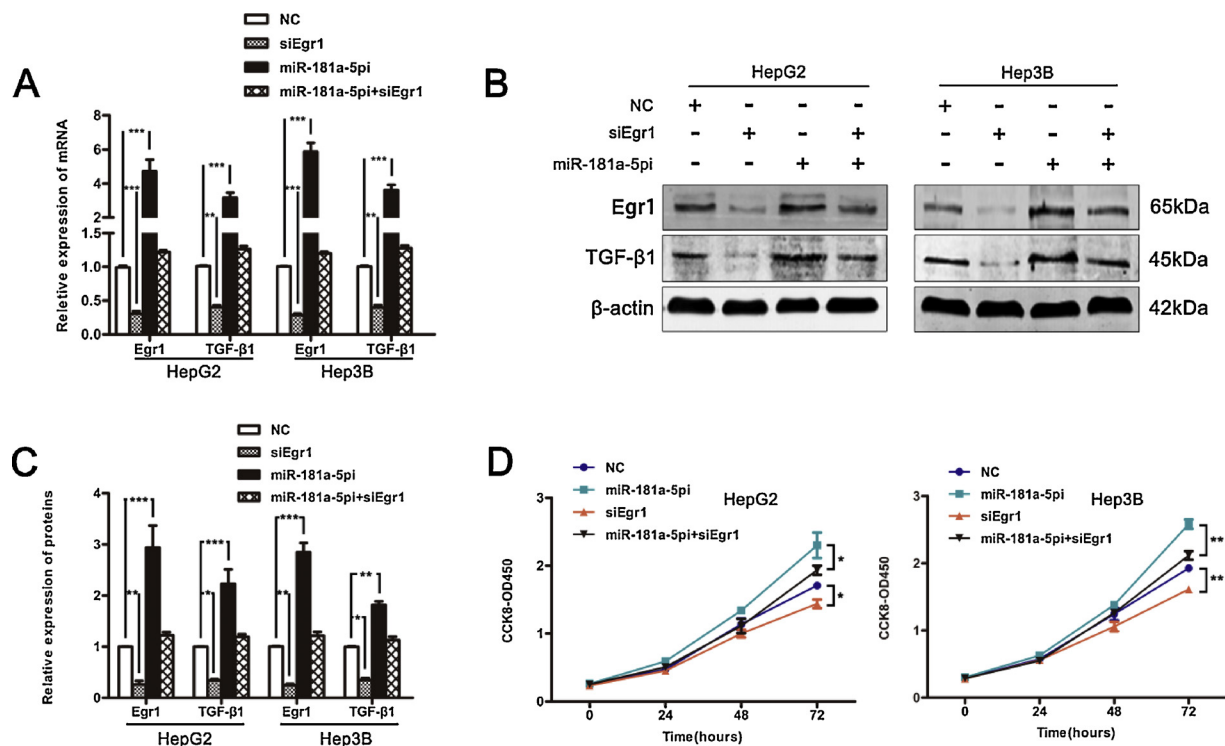 A
NC
siEgr1
miR-181a-5pi
miR-181a-5pi+siEgr1
Reletive expression of mRNA
8
6
4
2
1.5
1.0
0.5
0.0
*** *** *** ***
*** ** *** **
Egr1 TGF-β1 Egr1 TGF-β1
HepG2 Hep3B
B
HepG2 Hep3B
NC + - - - + - - -
siEgr1 - + - + - + - +
miR-181a-5pi - - + + - - + +
Egr1 65kDa
TGF-β1 45kDa
β-actin 42kDa
C
NC
siEgr1
miR-181a-5pi
miR-181a-5pi+siEgr1
Relative expression of proteins
4
3
2
1
0
*** *** *** **
** ** **
Egr1 TGF-β1 Egr1 TGF-β1
HepG2 Hep3B
D
NC
miR-181a-5pi
siEgr1
miR-181a-5pi+siEgr1
HepG2
CCK8-OD450
3
2
1
0
*
*
0 24 48 72
Time(hours)
NC
miR-181a-5pi
siEgr1
miR-181a-5pi+siEgr1
Hep3B
CCK8-OD450
3
2
1
0
**
**
0 24 48 72
Time(hours)